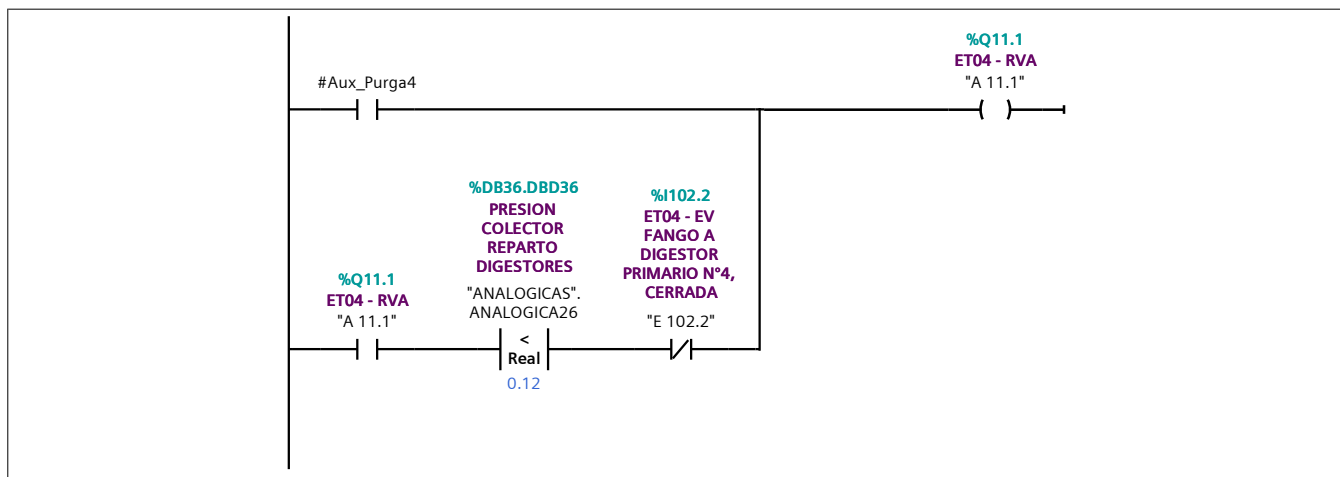 %Q11.1
ET04 - RVA
"A 11.1"
#Aux_Purga4
%DB36.DBD36
PRESION
COLECTOR
REPARTO
DIGESTORES
"ANALOGICAS".
ANALOGICA26
<
Real
0.12
%I102.2
ET04 - EV
FANGO A
DIGESTOR
PRIMARIO N°4,
CERRADA
"E 102.2"
%Q11.1
ET04 - RVA
"A 11.1"